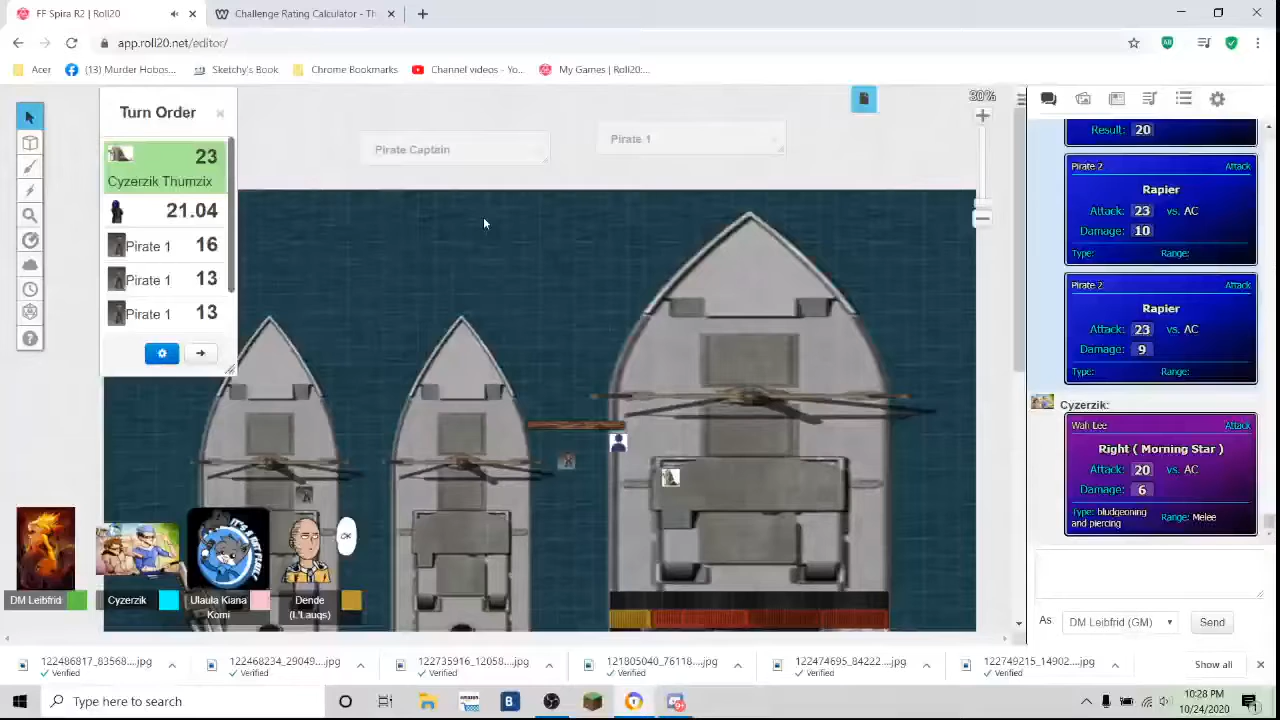 FF Spira R2 | Roll20
Challenge Rating Calculator - Th
app.roll20.net/editor/
Acer
(13) Murder Hobos...
Sketchy's Book
Chrome Bookmarks
Channel videos - Yo...
My Games | Roll20:...
Turn Order
23
Cyzerzik Thumzix
21.04
Pirate 1 16
Pirate 1 13
Pirate 1 13
Pirate Captain
Pirate 1
30%
Result: 20
Pirate 2 Attack
Rapier
Attack: 23 vs. AC
Damage: 10
Type: Range:
Pirate 2 Attack
Rapier
Attack: 23 vs. AC
Damage: 9
Type: Range:
Cyzerzik:
Wah Lee Attack
Right ( Morning Star )
Attack: 20 vs. AC
Damage: 6
Type: bludgeoning
and piercing
Range: Melee
OK
DM Leibfrid
Cyzerzik
Ulaula Kiana
Komi
Dende
(L'Lauqs)
As: DM Leibfrid (GM)
Send
122486817_83568....jpg
Verified
122468234_29049....jpg
Verified
122735916_12058....jpg
Verified
121805040_76118....jpg
Verified
122474695_84222....jpg
Verified
122749215_14902....jpg
Verified
Show all
Type here to search
10:28 PM
10/24/2020